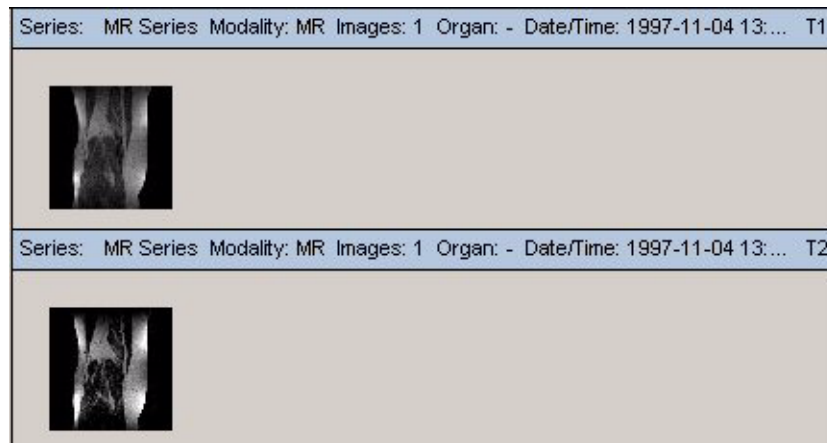 Series: MR Series Modality: MR Images: 1 Organ: - Date/Time: 1997-11-04 13:... T1
Series: MR Series Modality: MR Images: 1 Organ: - Date/Time: 1997-11-04 13:... T2